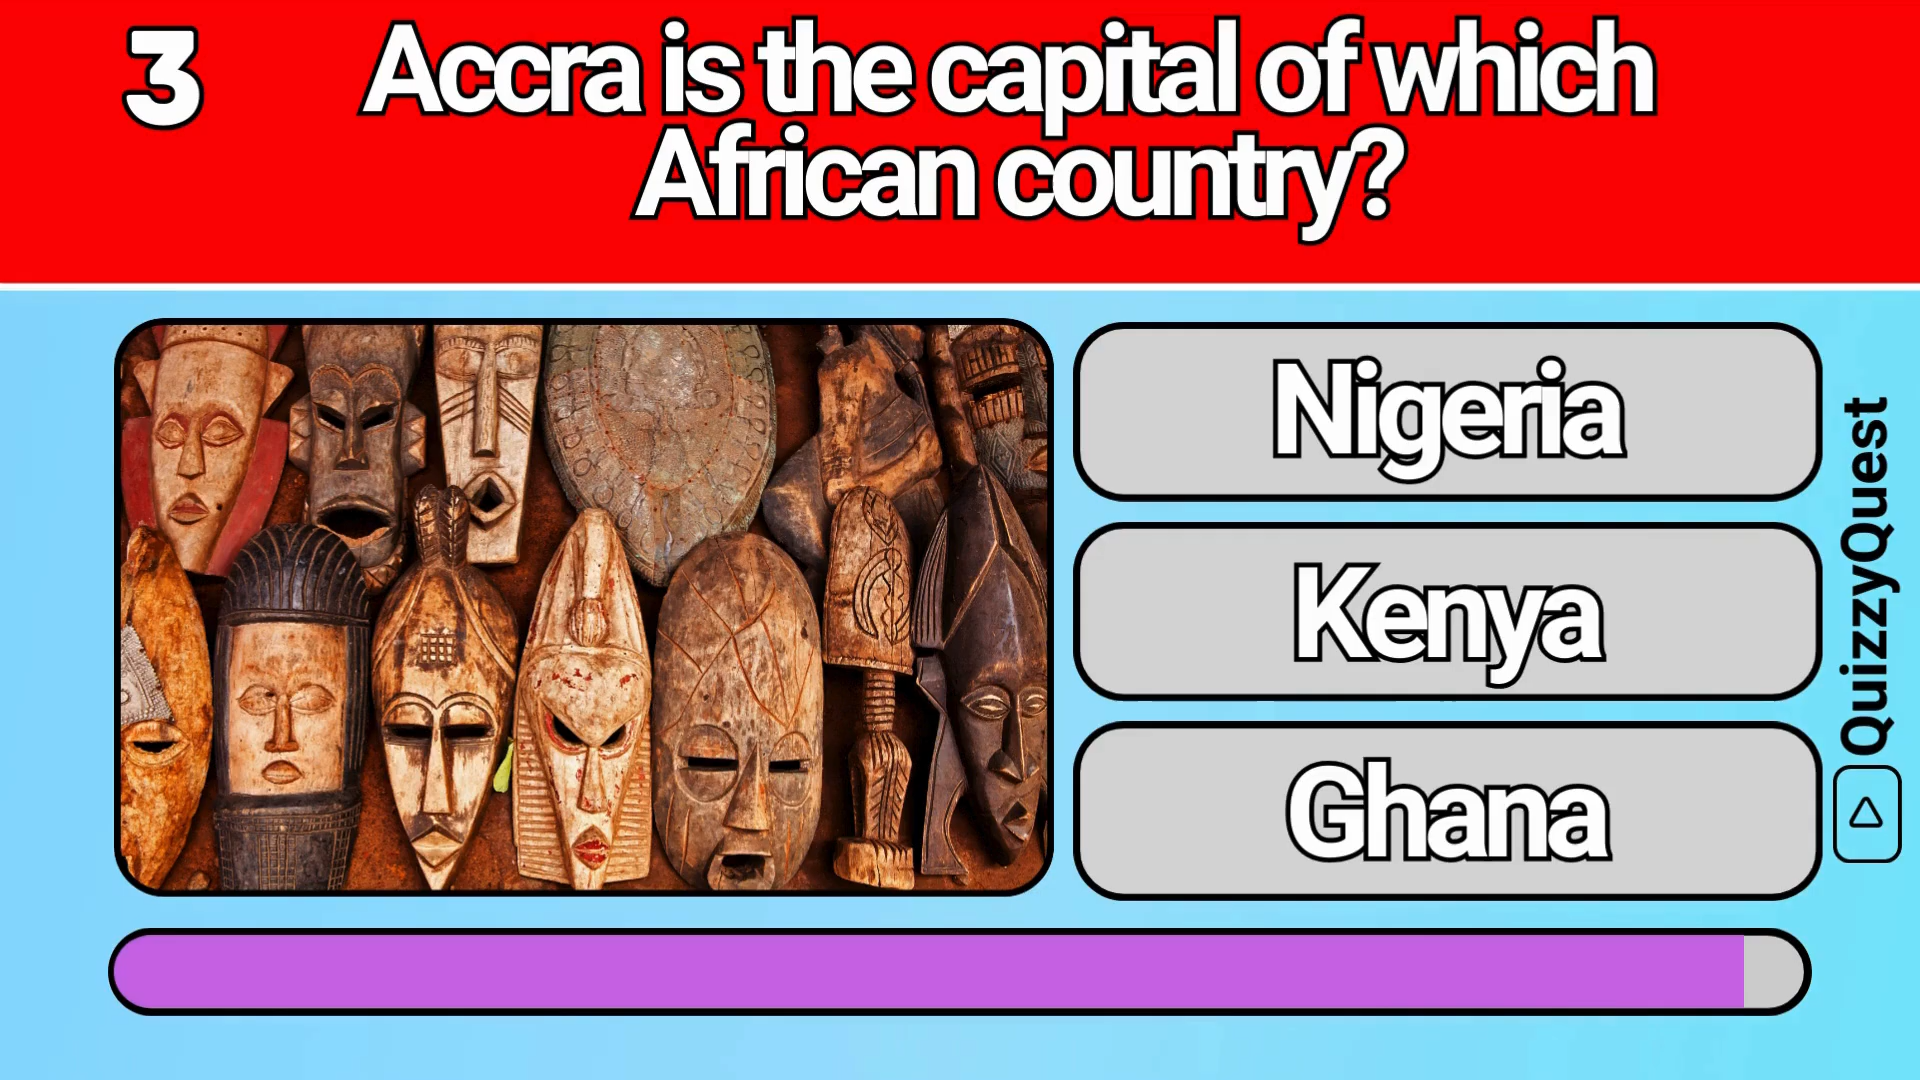 3
Accra is the capital of which
African country?
Nigeria
Kenya
Ghana
QuizzyQuest